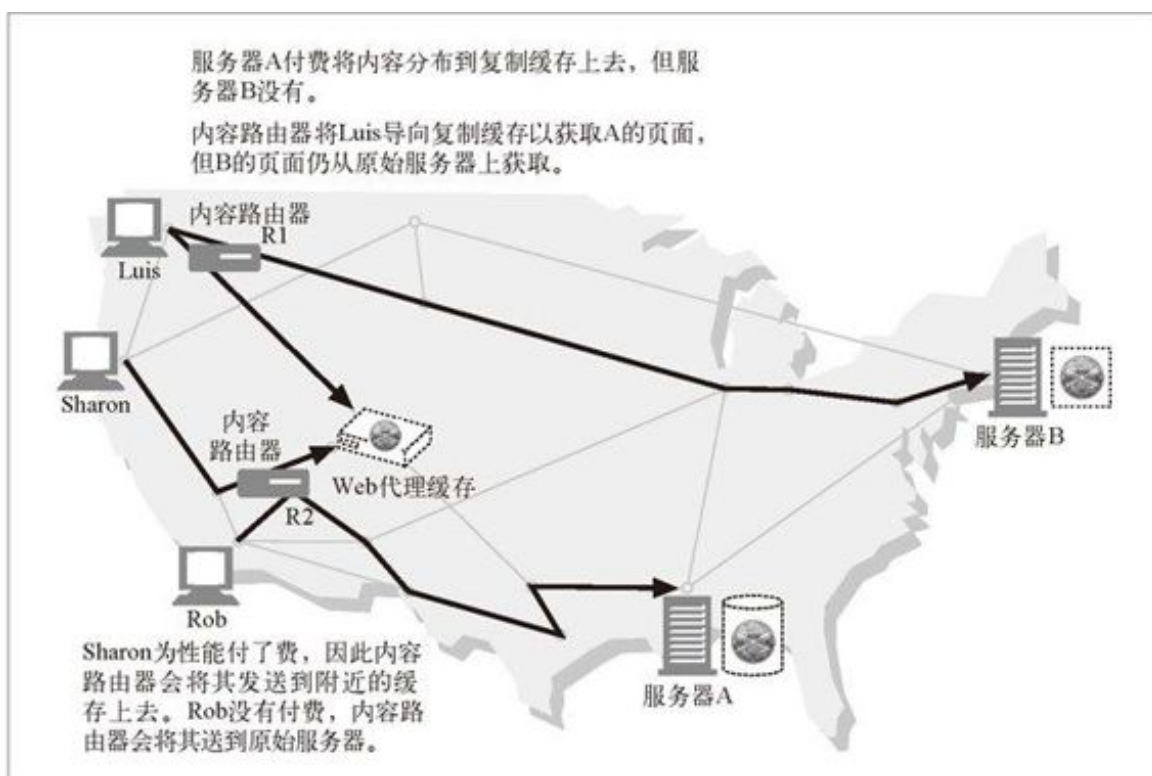 服务器A付费将内容分布到复制缓存上去，但服
务器B没有。
内容路由器将Luis导向复制缓存以获取A的页面，
但B的页面仍从原始服务器上获取。
内容路由器
R1
Luis
Sharon
内容
路由器
Web代理缓存
R2
服务器B
Rob
服务器A
Sharon为性能付了费，因此内容
路由器会将其发送到附近的缓
存上去。Rob没有付费，内容路
由器会将其送到原始服务器。